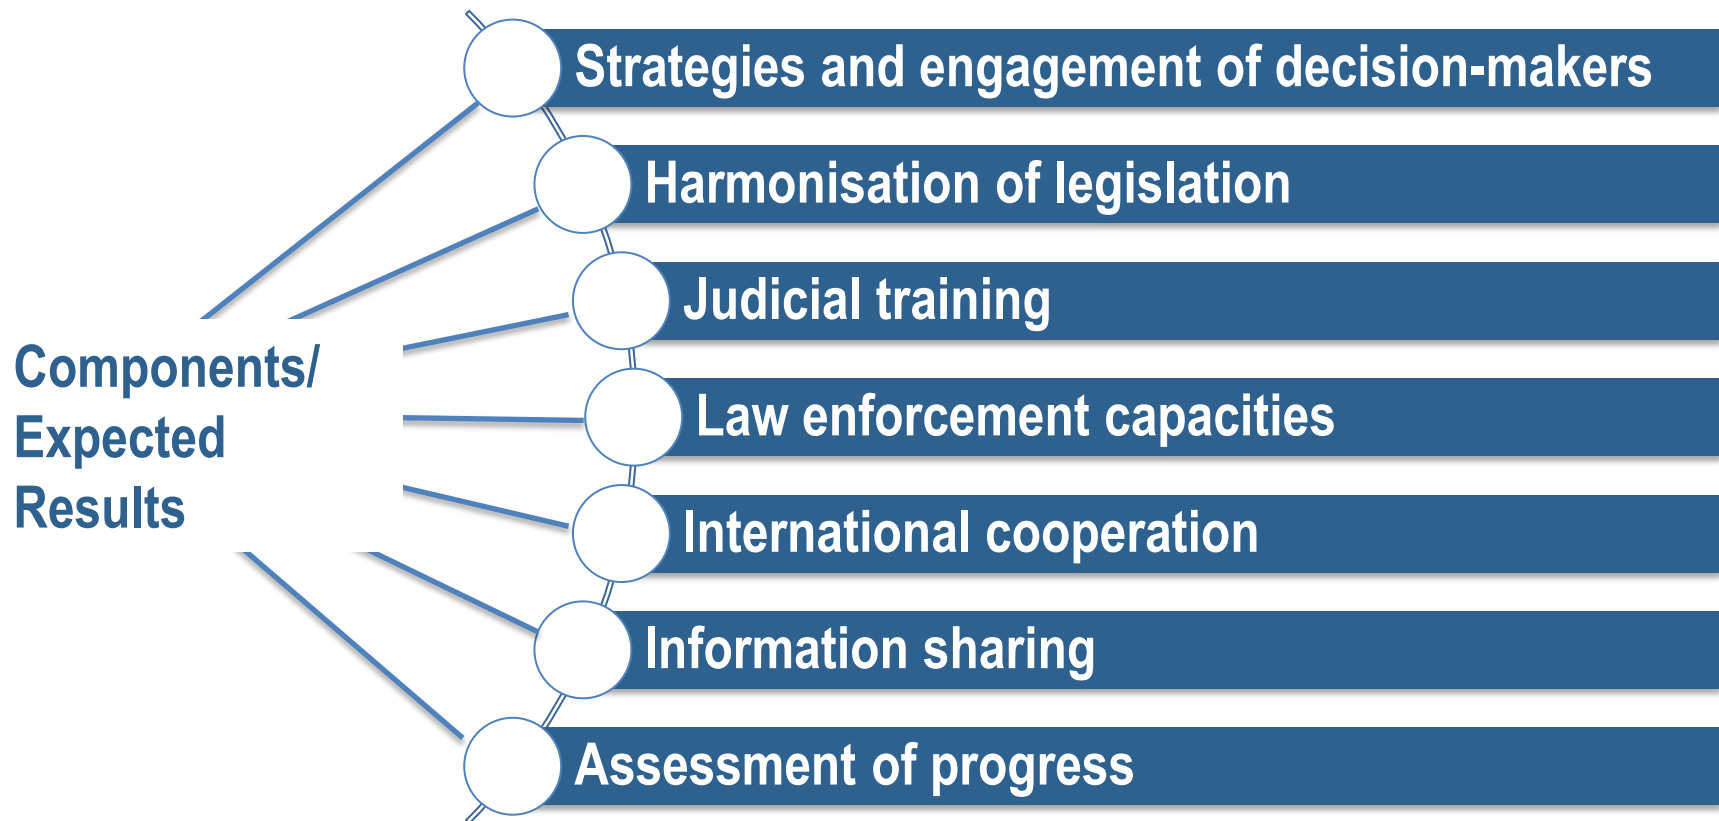 Strategies and engagement of decision-makers
Harmonisation of legislation
Judicial training
Components/
Expected
Results
Law enforcement capacities
International cooperation
Information sharing
Assessment of progress